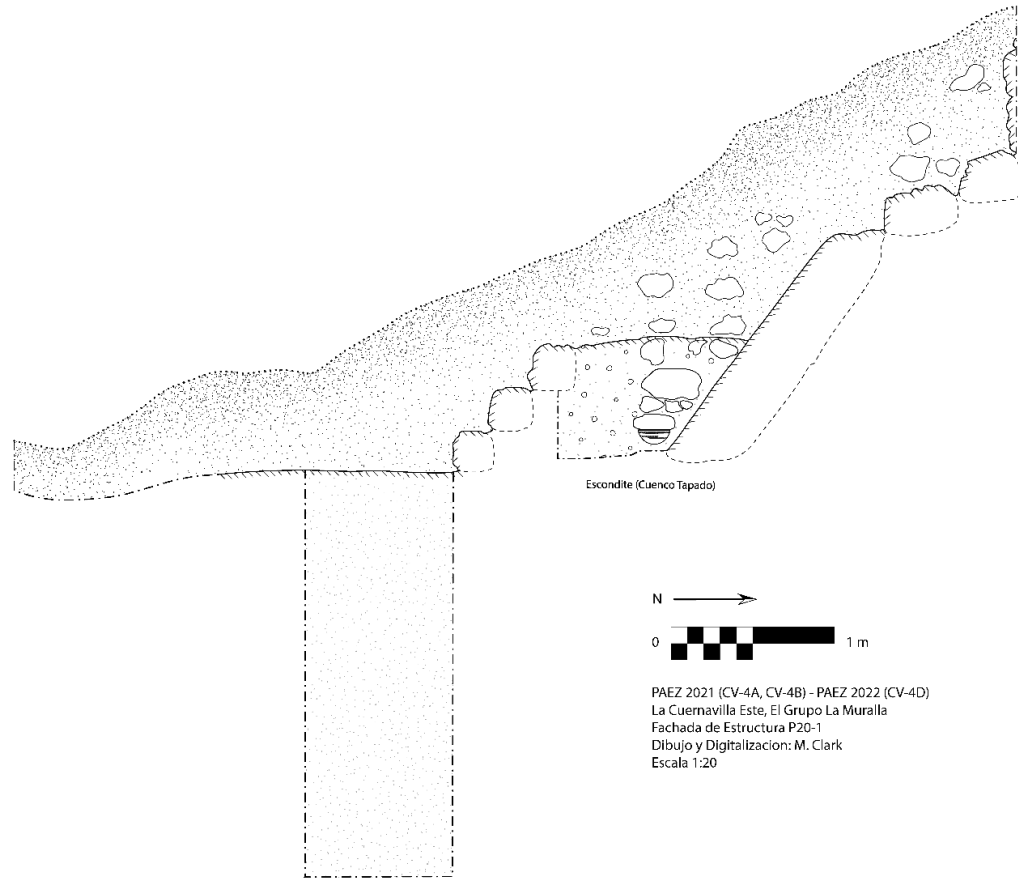 Escondite (Cuenco Tapado)
N
0 1 m
PAEZ 2021 (CV-4A, CV-4B) - PAEZ 2022 (CV-4D)
La Cuernavilla Este, El Grupo La Muralla
Fachada de Estructura P20-1
Dibujo y Digitalizacion: M. Clark
Escala 1:20